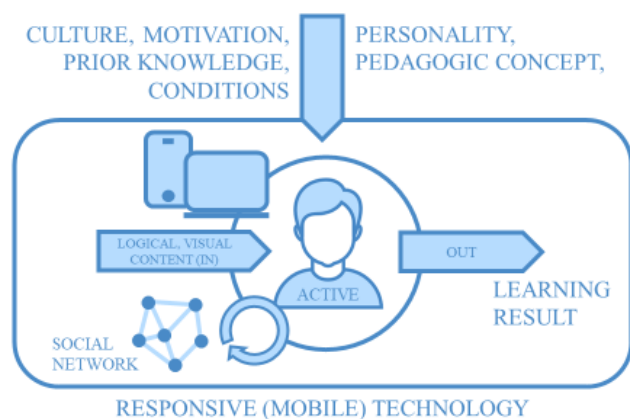 CULTURE, MOTIVATION,
PRIOR KNOWLEDGE,
CONDITIONS
PERSONALITY,
PEDAGOGIC CONCEPT,
LOGICAL, VISUAL
CONTENT (IN)
ACTIVE
OUT
LEARNING
RESULT
SOCIAL
NETWORK
RESPONSIVE (MOBILE) TECHNOLOGY